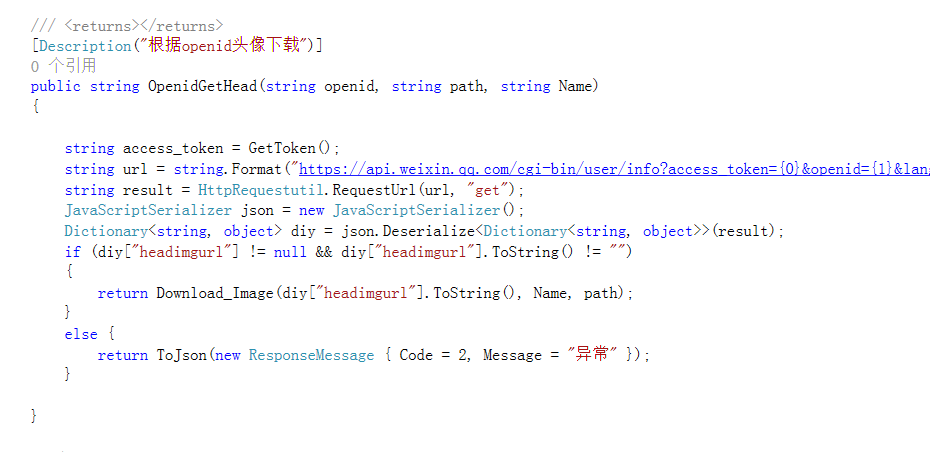 /// <returns></returns>
[Description("根据openid头像下载")]
0 个引用
public string OpenidGetHead(string openid, string path, string Name)
{
string access_token = GetToken();
string url = string.Format("https://api.weixin.qq.com/cgi-bin/user/info?access_token={0}&openid={1}&lan
string result = HttpRequestutil.RequestUrl(url, "get");
JavaScriptSerializer json = new JavaScriptSerializer();
Dictionary<string, object> diy = json.Deserialize<Dictionary<string, object>>(result);
if (diy["headimgurl"] != null && diy["headimgurl"].ToString() != "")
{
return Download_Image(diy["headimgurl"].ToString(), Name, path);
}
else {
return ToJson(new ResponseMessage { Code = 2, Message = "异常" });
}
}